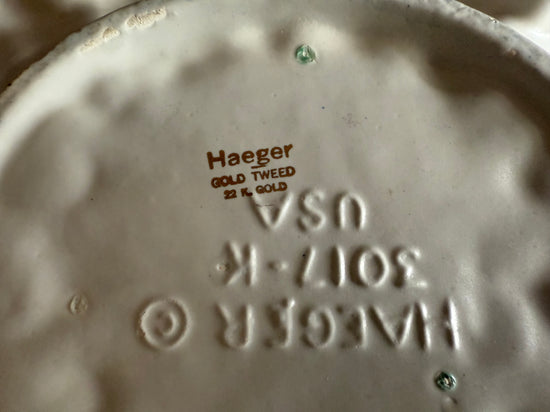 Haeger
GOLD TWEED
22 K. GOLD
HAEGER ©
3017-K
USA